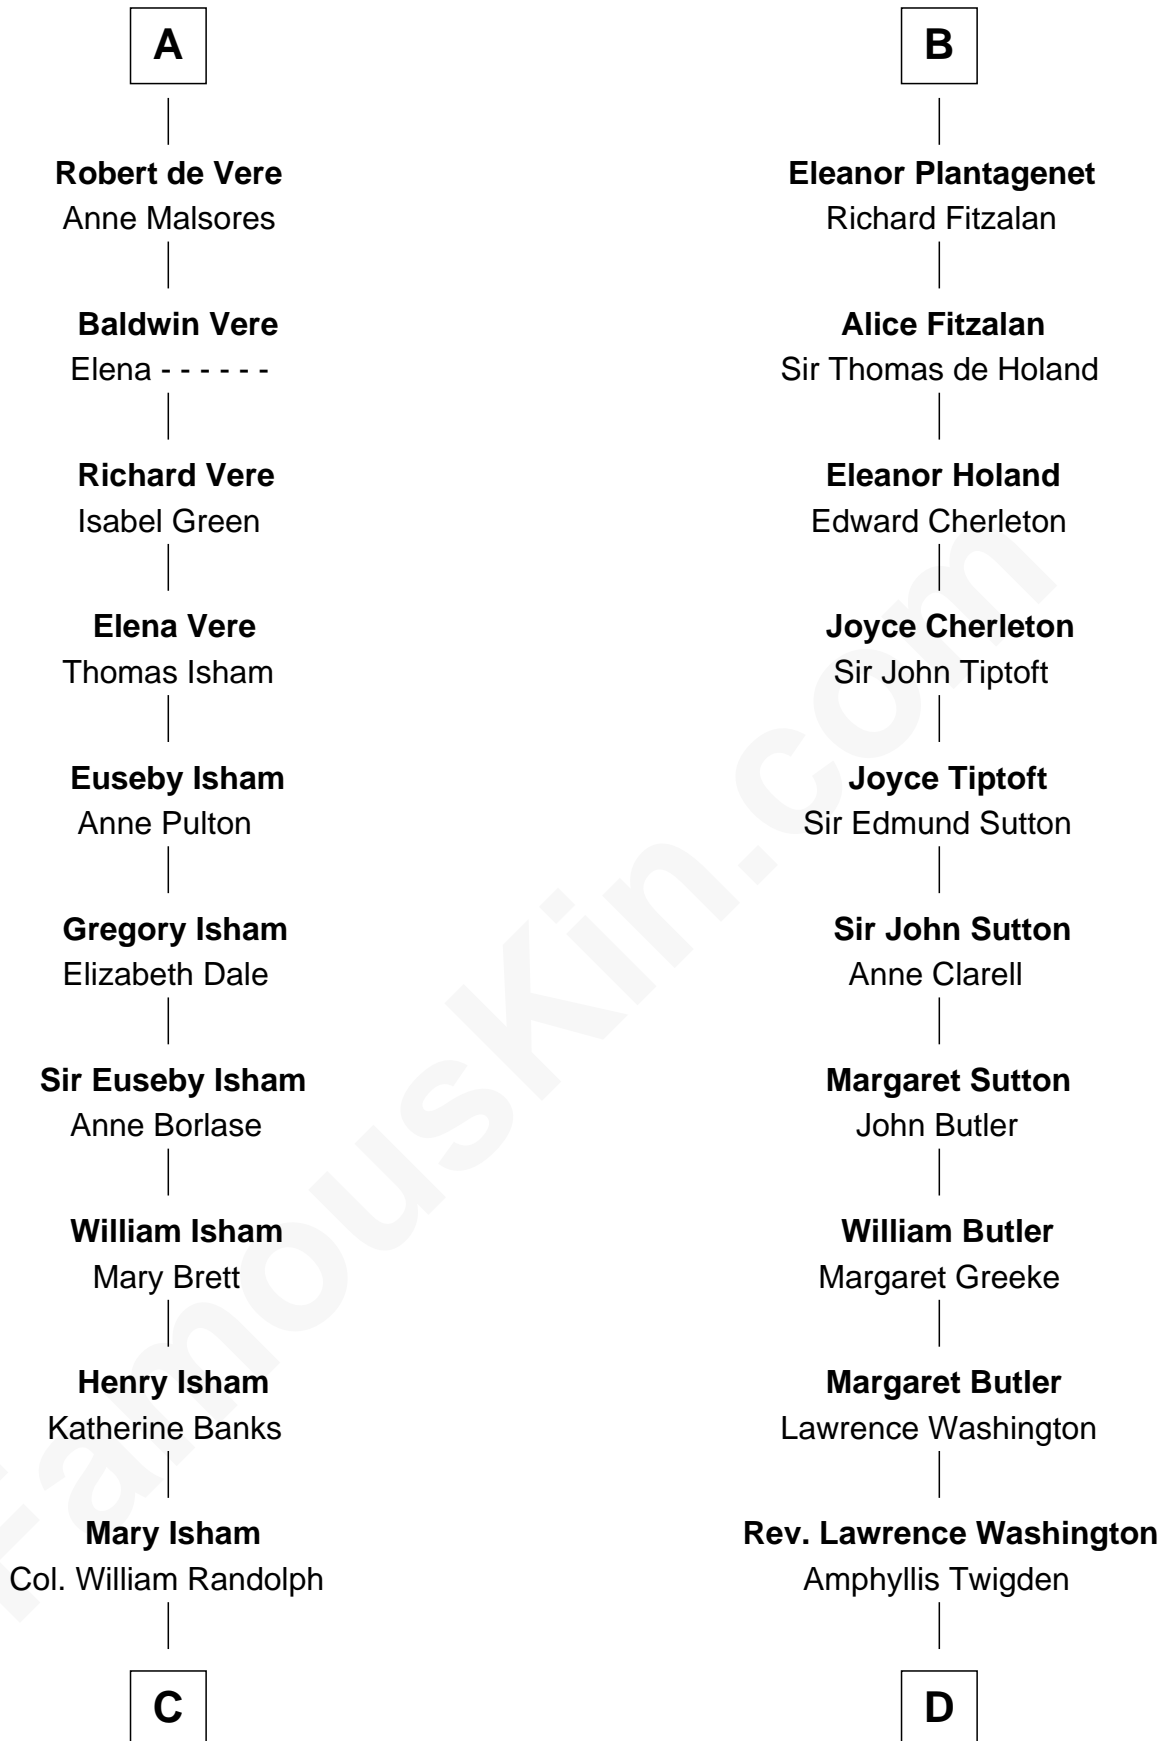 A
Robert de Vere
Anne Malsores
Baldwin Vere
Elena - - - - - -
Richard Vere
Isabel Green
Elena Vere
Thomas Isham
Euseby Isham
Anne Pulton
Gregory Isham
Elizabeth Dale
Sir Euseby Isham
Anne Borlase
William Isham
Mary Brett
Henry Isham
Katherine Banks
Mary Isham
Col. William Randolph
C
B
Eleanor Plantagenet
Richard Fitzalan
Alice Fitzalan
Sir Thomas de Holand
Eleanor Holand
Edward Cherleton
Joyce Cherleton
Sir John Tiptoft
Joyce Tiptoft
Sir Edmund Sutton
Sir John Sutton
Anne Clarell
Margaret Sutton
John Butler
William Butler
Margaret Greeke
Margaret Butler
Lawrence Washington
Rev. Lawrence Washington
Amphyllis Twigden
D
FamousKin.com